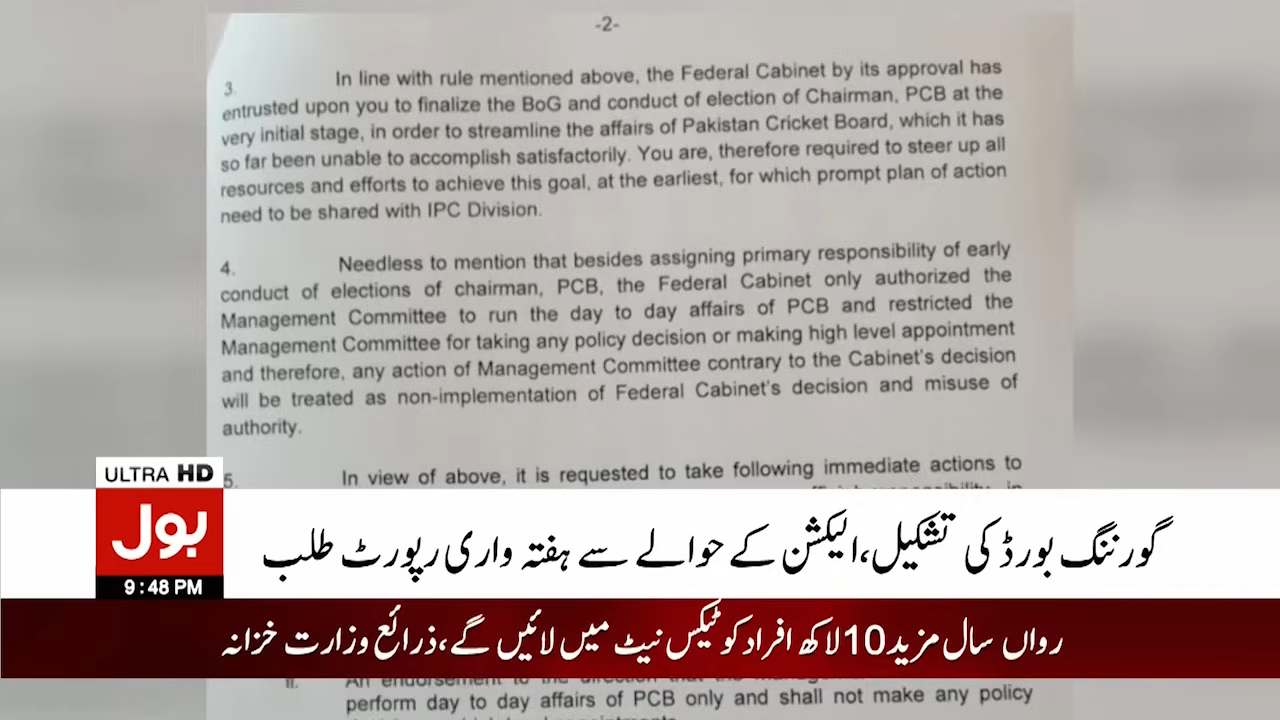 -2-
3. In line with rule mentioned above, the Federal Cabinet by its approval has
entrusted upon you to finalize the BoG and conduct of election of Chairman, PCB at the
very initial stage, in order to streamline the affairs of Pakistan Cricket Board, which it has
so far been unable to accomplish satisfactorily. You are, therefore required to steer up all
resources and efforts to achieve this goal, at the earliest, for which prompt plan of action
need to be shared with IPC Division.
4. Needless to mention that besides assigning primary responsibility of early
conduct of elections of chairman, PCB, the Federal Cabinet only authorized the
Management Committee to run the day to day affairs of PCB and restricted the
Management Committee for taking any policy decision or making high level appointment
and therefore, any action of Management Committee contrary to the Cabinet's decision
will be treated as non-implementation of Federal Cabinet's decision and misuse of
authority.
5. In view of above, it is requested to take following immediate actions to
ULTRA HD
بول
9:48 PM
گورننگ بورڈ کی تشکیل، الیکشن کے حوالے سے ہفتہ واری رپورٹ طلب
رواں سال مزید 10 لاکھ افراد کو ٹیکس نیٹ میں لائیں گے، ذرائع وزارت خزانہ
ii. An endorsement to the direction that the
perform day to day affairs of PCB only and shall not make any policy